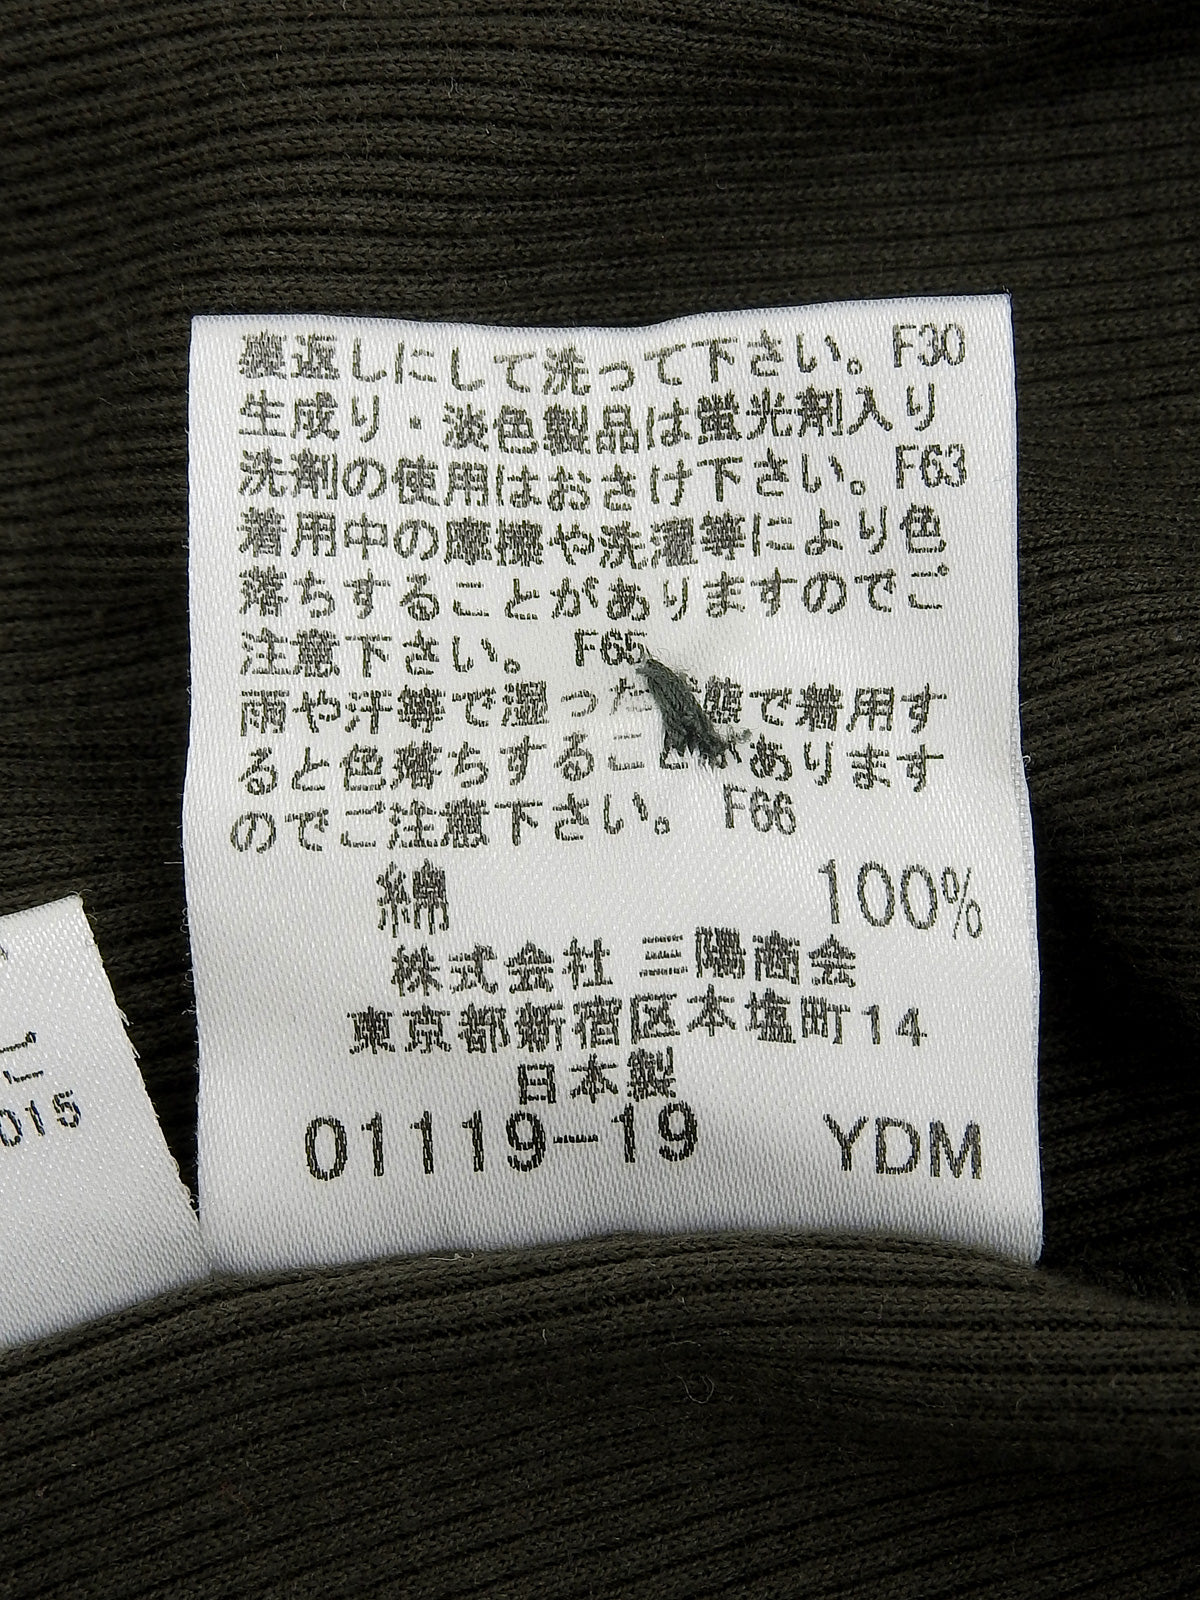 裏返しにして洗って下さい。F30
生成り・淡色製品は蛍光剤入り
洗剤の使用はおさけ下さい。F63
着用中の摩擦や洗濯等により色
落ちすることがありますのでご
注意下さい。 F65
雨や汗等で湿った 態で着用す
ると色落ちすることがあります
のでご注意下さい。 F66
綿 100%
株式会社 三陽商会
東京都新宿区本塩町14
日本製
01119-19 YDM
ご
015